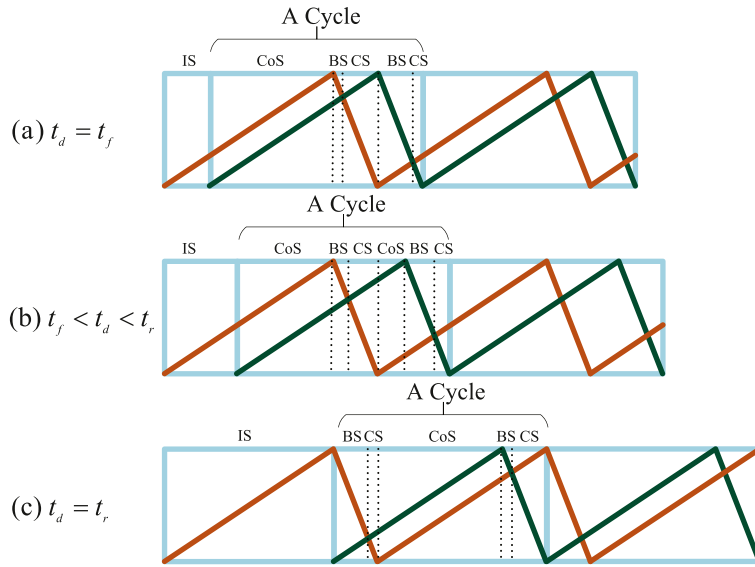 A Cycle
IS CoS BS CS BS CS
(a) t_d = t_f
A Cycle
IS CoS BS CS CoS BS CS
(b) t_f < t_d < t_r
A Cycle
IS BS CS CoS BS CS
(c) t_d = t_r